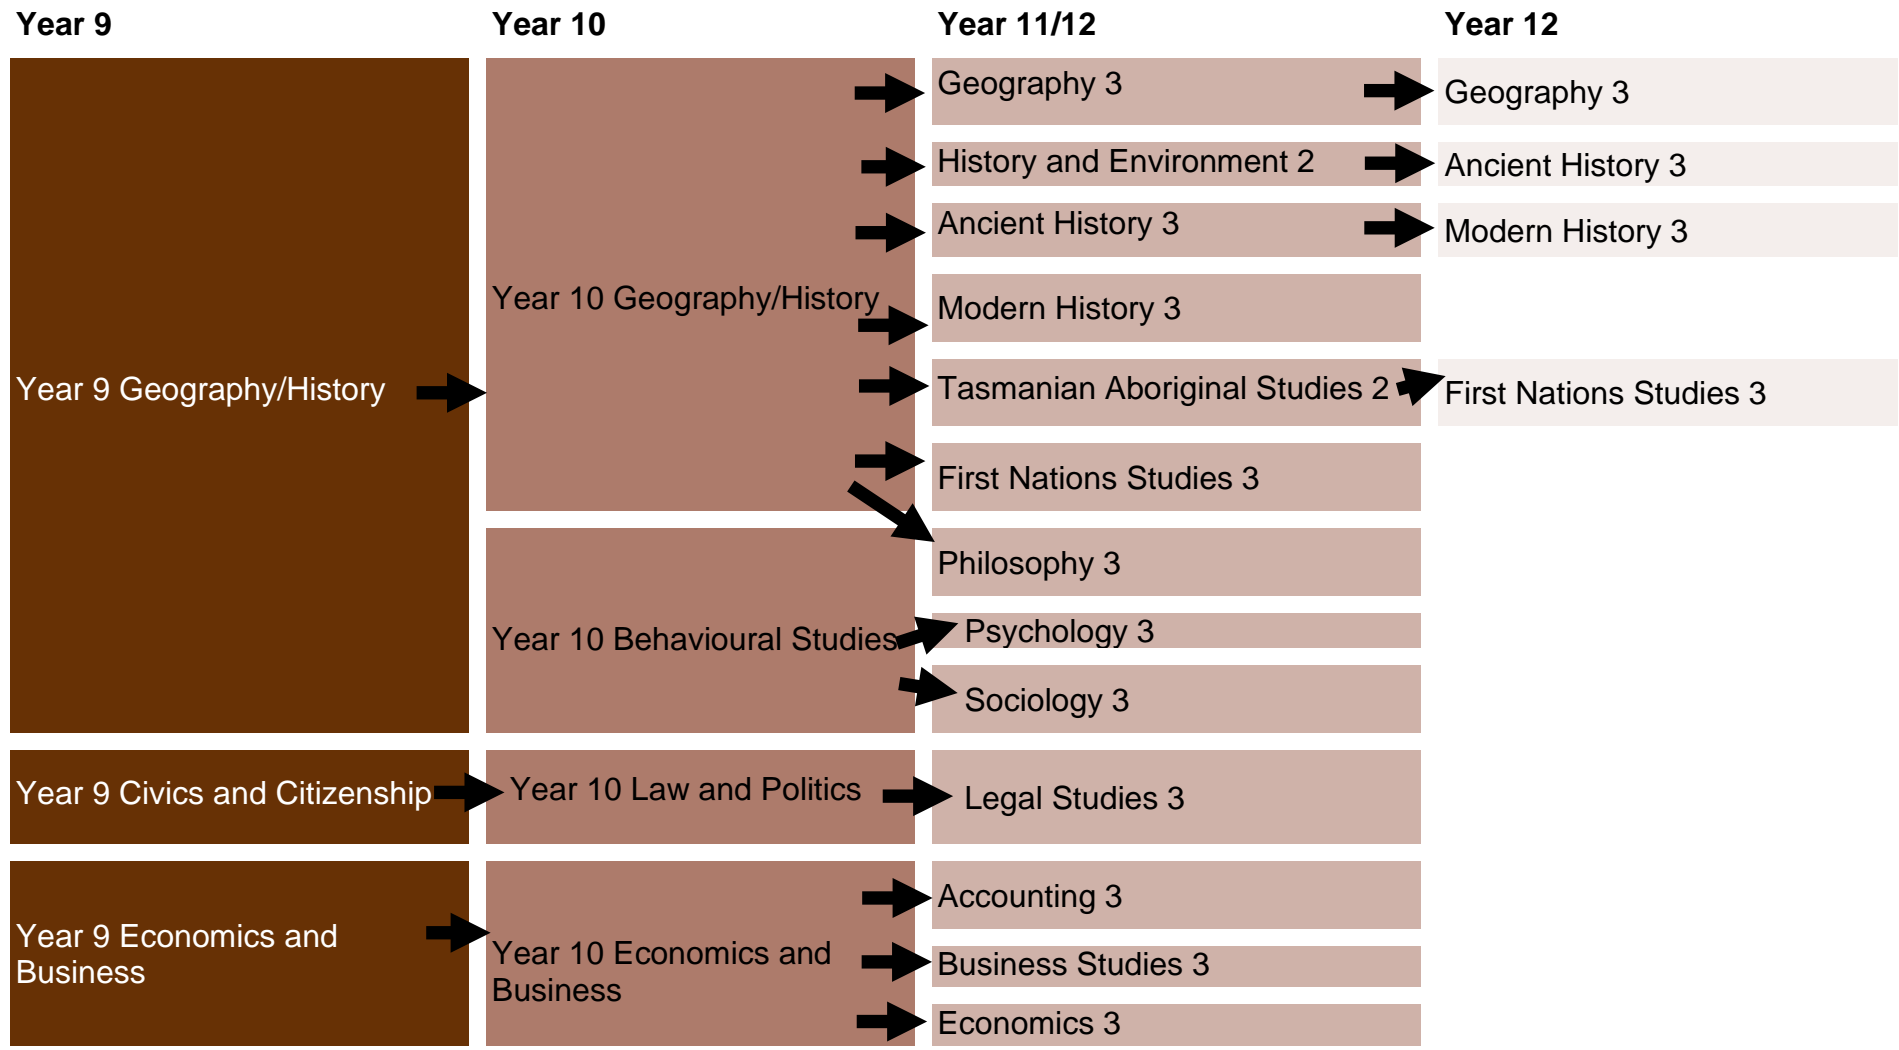 Year 9
Year 10
Year 11/12
Year 12
Year 9 Geography/History
Year 10 Geography/History
Geography 3
Geography 3
History and Environment 2
Ancient History 3
Ancient History 3
Modern History 3
Modern History 3
Tasmanian Aboriginal Studies 2
First Nations Studies 3
First Nations Studies 3
Philosophy 3
Year 10 Behavioural Studies
Psychology 3
Sociology 3
Year 9 Civics and Citizenship
Year 10 Law and Politics
Legal Studies 3
Year 9 Economics and
Business
Year 10 Economics and
Business
Accounting 3
Business Studies 3
Economics 3